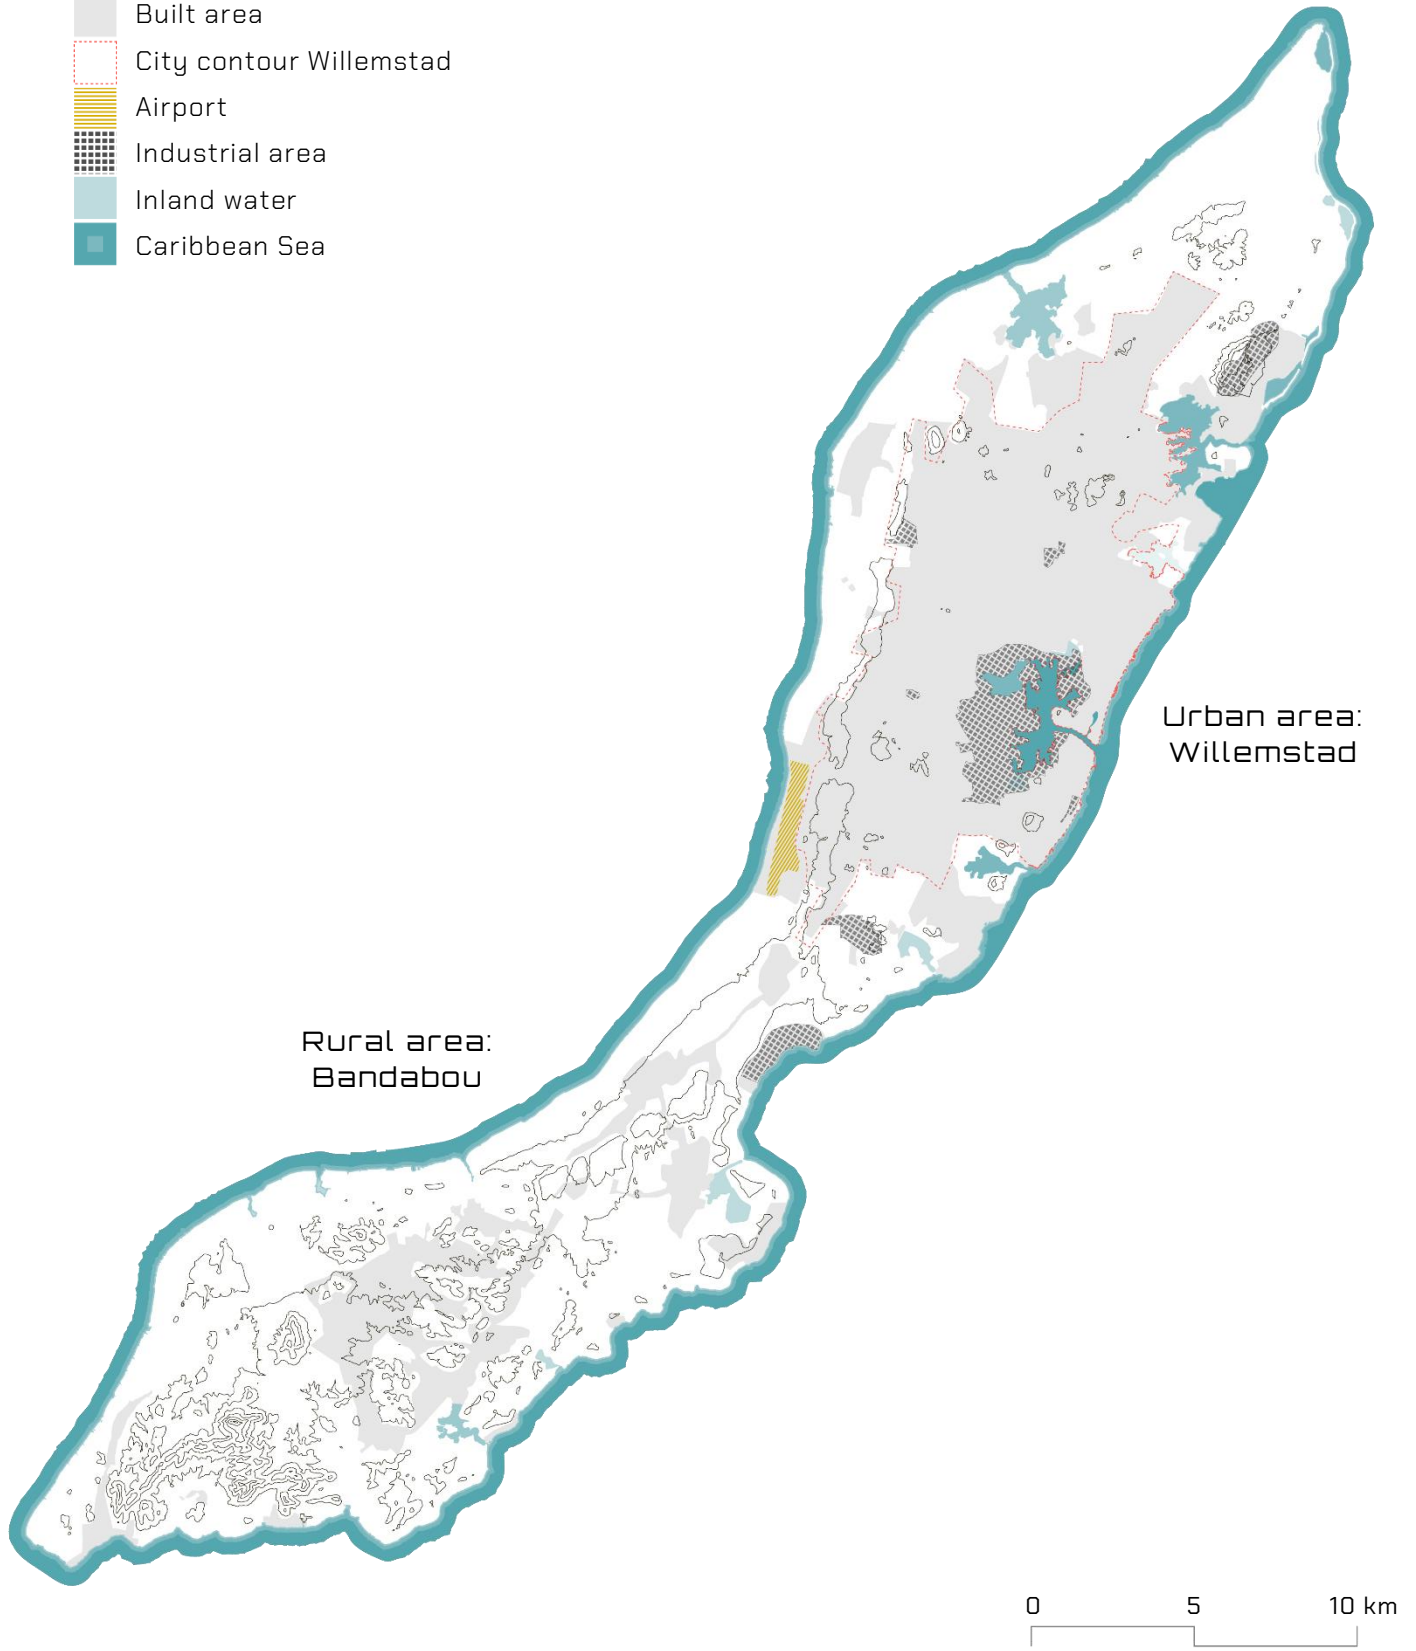 Built area
City contour Willemstad
Airport
Industrial area
Inland water
Caribbean Sea
Urban area:
Willemstad
Rural area:
Bandabou
0 5 10 km